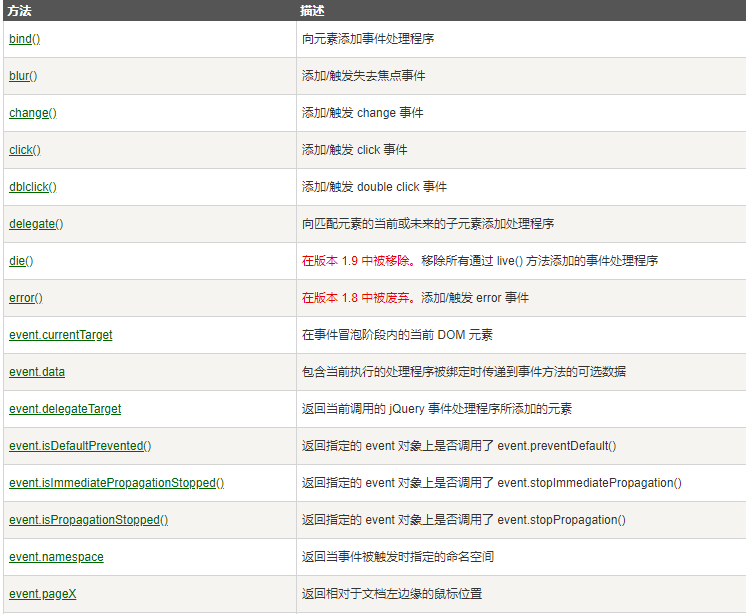 方法 描述
bind() 向元素添加事件处理程序
blur() 添加/触发失去焦点事件
change() 添加/触发 change 事件
click() 添加/触发 click 事件
dblclick() 添加/触发 double click 事件
delegate() 向匹配元素的当前或未来的子元素添加处理程序
die() 在版本 1.9 中被移除。移除所有通过 live() 方法添加的事件处理程序
error() 在版本 1.8 中被废弃。添加/触发 error 事件
event.currentTarget 在事件冒泡阶段内的当前 DOM 元素
event.data 包含当前执行的处理程序被绑定时传递到事件方法的可选数据
event.delegateTarget 返回当前调用的 jQuery 事件处理程序所添加的元素
event.isDefaultPrevented() 返回指定的 event 对象上是否调用了 event.preventDefault()
event.isImmediatePropagationStopped() 返回指定的 event 对象上是否调用了 event.stopImmediatePropagation()
event.isPropagationStopped() 返回指定的 event 对象上是否调用了 event.stopPropagation()
event.namespace 返回当事件被触发时指定的命名空间
event.pageX 返回相对于文档左边缘的鼠标位置